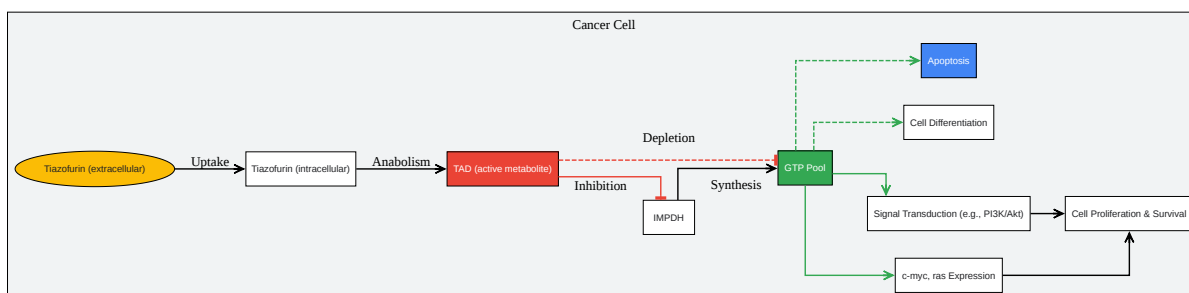 Cancer Cell
Apoptosis
Cell Differentiation
Depletion
Tiazofurin (extracellular)
Uptake
Tiazofurin (intracellular)
Anabolism
TAD (active metabolite)
GTP Pool
Inhibition
Synthesis
IMPDH
Signal Transduction (e.g., PI3K/Akt)
Cell Proliferation & Survival
c-myc, ras Expression